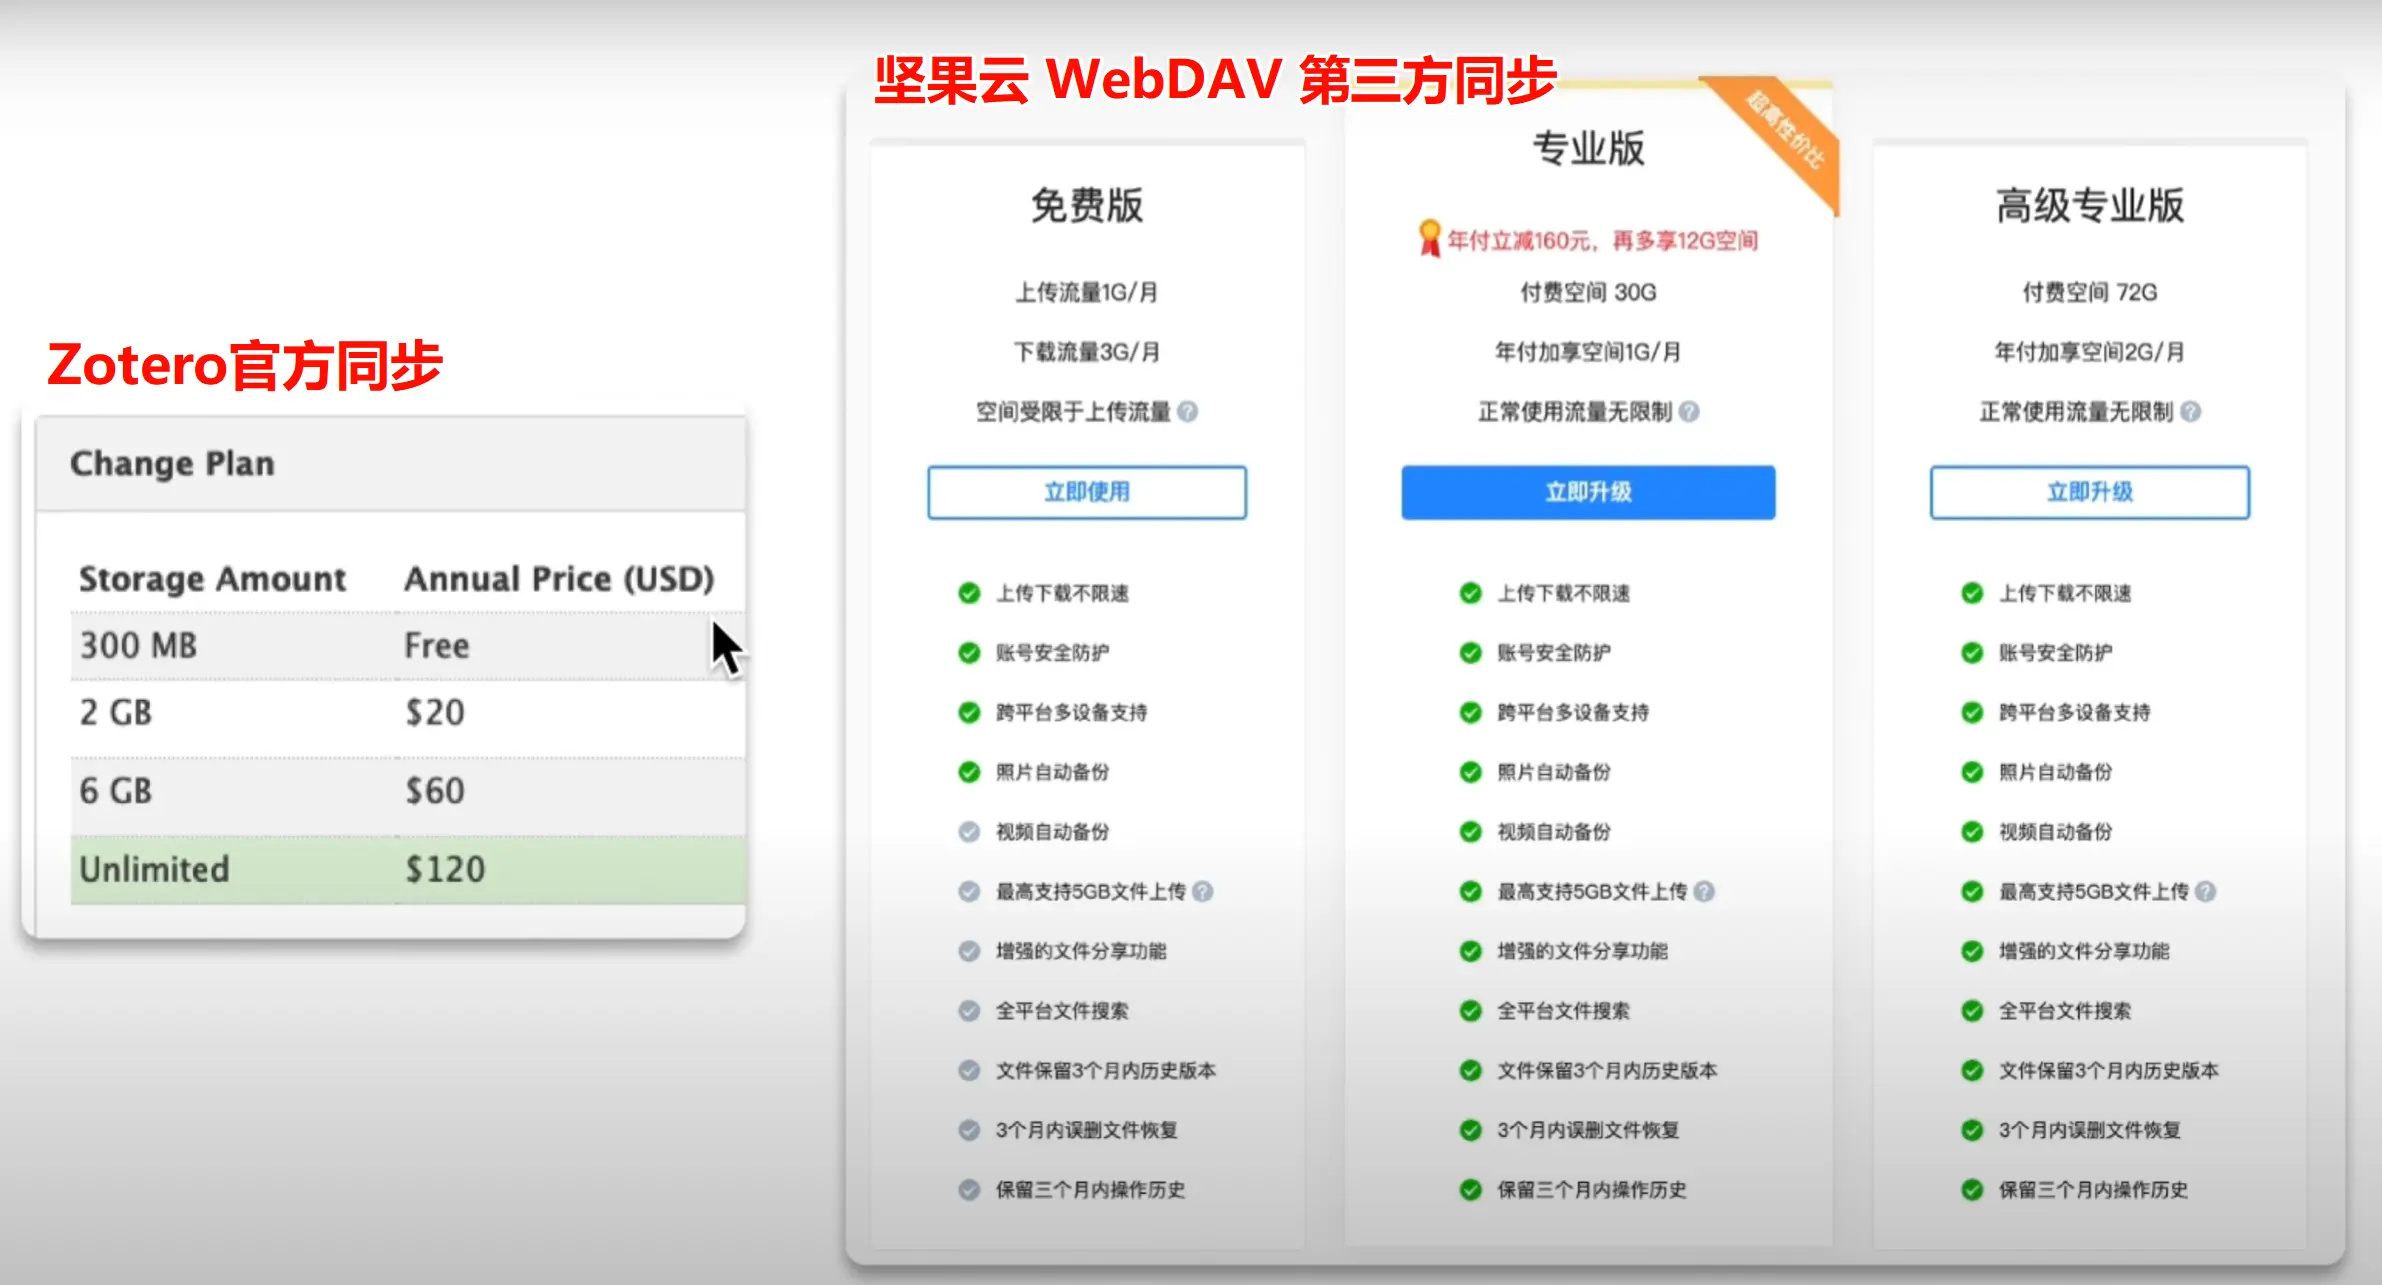 坚果云 WebDAV 第三方同步
Zotero官方同步
Change Plan
Storage Amount Annual Price (USD)
300 MB Free
2 GB $20
6 GB $60
Unlimited $120
免费版
上传流量1G/月
下载流量3G/月
空间受限于上传流量 ?
立即使用
上传下载不限速
账号安全防护
跨平台多设备支持
照片自动备份
视频自动备份
最高支持5GB文件上传 ?
增强的文件分享功能
全平台文件搜索
文件保留3个月内历史版本
3个月内误删文件恢复
保留三个月内操作历史
超高性价比
专业版
年付立减160元，再多享12G空间
付费空间 30G
年付加享空间1G/月
正常使用流量无限制 ?
立即升级
上传下载不限速
账号安全防护
跨平台多设备支持
照片自动备份
视频自动备份
最高支持5GB文件上传 ?
增强的文件分享功能
全平台文件搜索
文件保留3个月内历史版本
3个月内误删文件恢复
保留三个月内操作历史
高级专业版
付费空间 72G
年付加享空间2G/月
正常使用流量无限制 ?
立即升级
上传下载不限速
账号安全防护
跨平台多设备支持
照片自动备份
视频自动备份
最高支持5GB文件上传 ?
增强的文件分享功能
全平台文件搜索
文件保留3个月内历史版本
3个月内误删文件恢复
保留三个月内操作历史